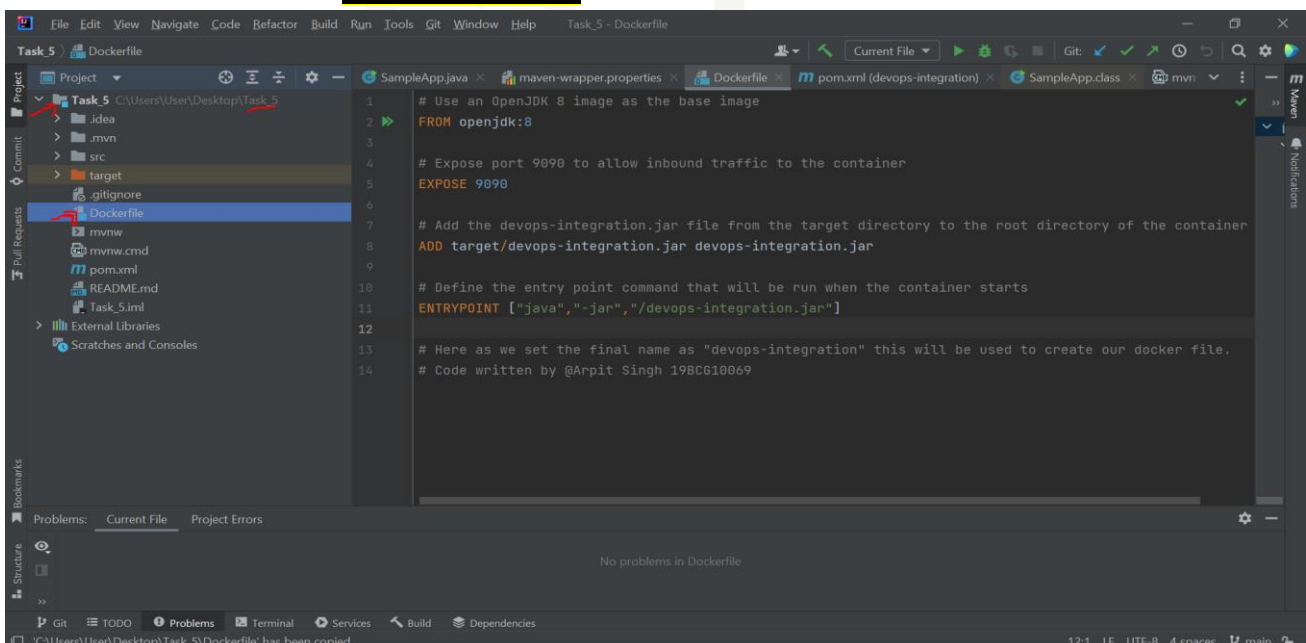 File Edit View Navigate Code Refactor Build Run Tools Git Window Help Task_5 - Dockerfile
Task_5 Dockerfile
Current File
Git:
Project
SampleApp.java
maven-wrapper.properties
Dockerfile
pom.xml (devops-integration)
SampleApp.class
mvn
Project
Commit
Pull Requests
Bookmarks
Structure
Task_5 C:\Users\User\Desktop\Task_5
.idea
.mvn
src
target
.gitignore
Dockerfile
mvnw
mvnw.cmd
pom.xml
README.md
Task_5.iml
External Libraries
Scratches and Consoles
1 # Use an OpenJDK 8 image as the base image
2 FROM openjdk:8
3
4 # Expose port 9090 to allow inbound traffic to the container
5 EXPOSE 9090
6
7 # Add the devops-integration.jar file from the target directory to the root directory of the container
8 ADD target/devops-integration.jar devops-integration.jar
9
10 # Define the entry point command that will be run when the container starts
11 ENTRYPOINT ["java","-jar","/devops-integration.jar"]
12
13 # Here as we set the final name as "devops-integration" this will be used to create our docker file.
14 # Code written by @Arpit Singh 19BCG10069
Maven
Notifications
Problems: Current File Project Errors
No problems in Dockerfile
Git TODO Problems Terminal Services Build Dependencies
'C:\Users\User\Desktop\Task_5\Dockerfile' has been copied
12:1 LF UTF-8 4 spaces main